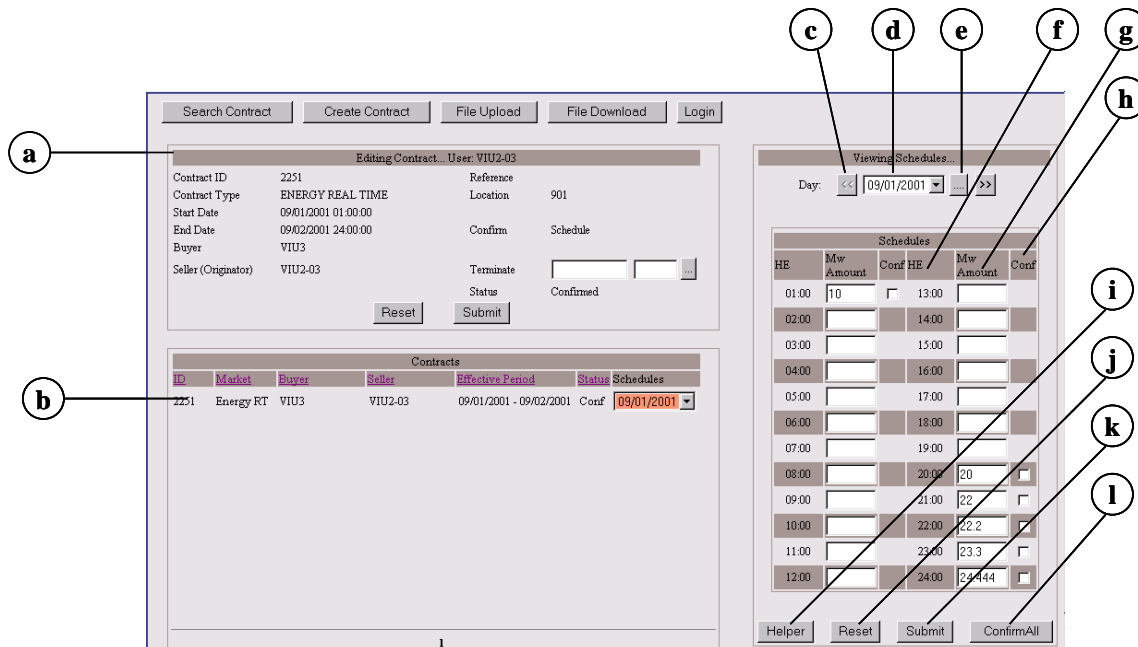 c d e f g
h
Search Contract Create Contract File Upload File Download Login
a
Editing Contract... User: VIU2-03
Contract ID 2251 Reference
Contract Type ENERGY REAL TIME Location 901
Start Date 09/01/2001 01:00:00
End Date 09/02/2001 24:00:00 Confirm Schedule
Buyer VIU3
Seller (Originator) VIU2-03 Terminate ...
Status Confirmed
Reset Submit
Viewing Schedules...
Day: << 09/01/2001 .... >>
Schedules
HE Mw Amount Conf HE Mw Amount Conf
01:00 10 13:00
02:00 14:00
03:00 15:00
04:00 16:00
05:00 17:00
06:00 18:00
07:00 19:00
08:00 20:00 20
09:00 21:00 22
10:00 22:00 22.2
11:00 23:00 23.3
12:00 24:00 24.444
Helper Reset Submit ConfirmAll
i
j
k
l
b
Contracts
ID Market Buyer Seller Effective Period Status Schedules
2251 Energy RT VIU3 VIU2-03 09/01/2001 - 09/02/2001 Conf 09/01/2001
1